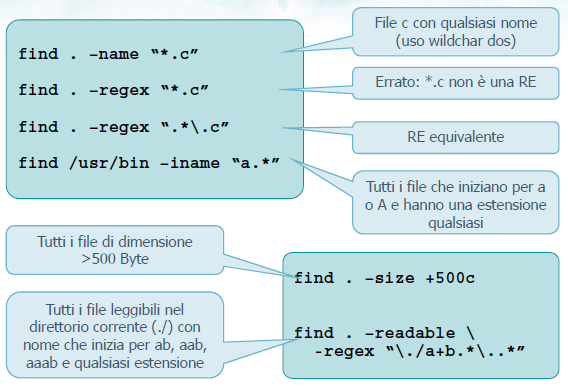 find . –name “*.c”
File c con qualsiasi nome
(uso wildchar dos)
find . -regex “*.c”
Errato: *.c non è una RE
find . -regex “.*\.c”
RE equivalente
find /usr/bin –iname “a.*”
Tutti i file che iniziano per a
o A e hanno una estensione
qualsiasi
Tutti i file di dimensione
>500 Byte
find . -size +500c
Tutti i file leggibili nel
direttorio corrente (./) con
nome che inizia per ab, aab,
aaab e qualsiasi estensione
find . -readable \
-regex “\./a+b.*\..*”